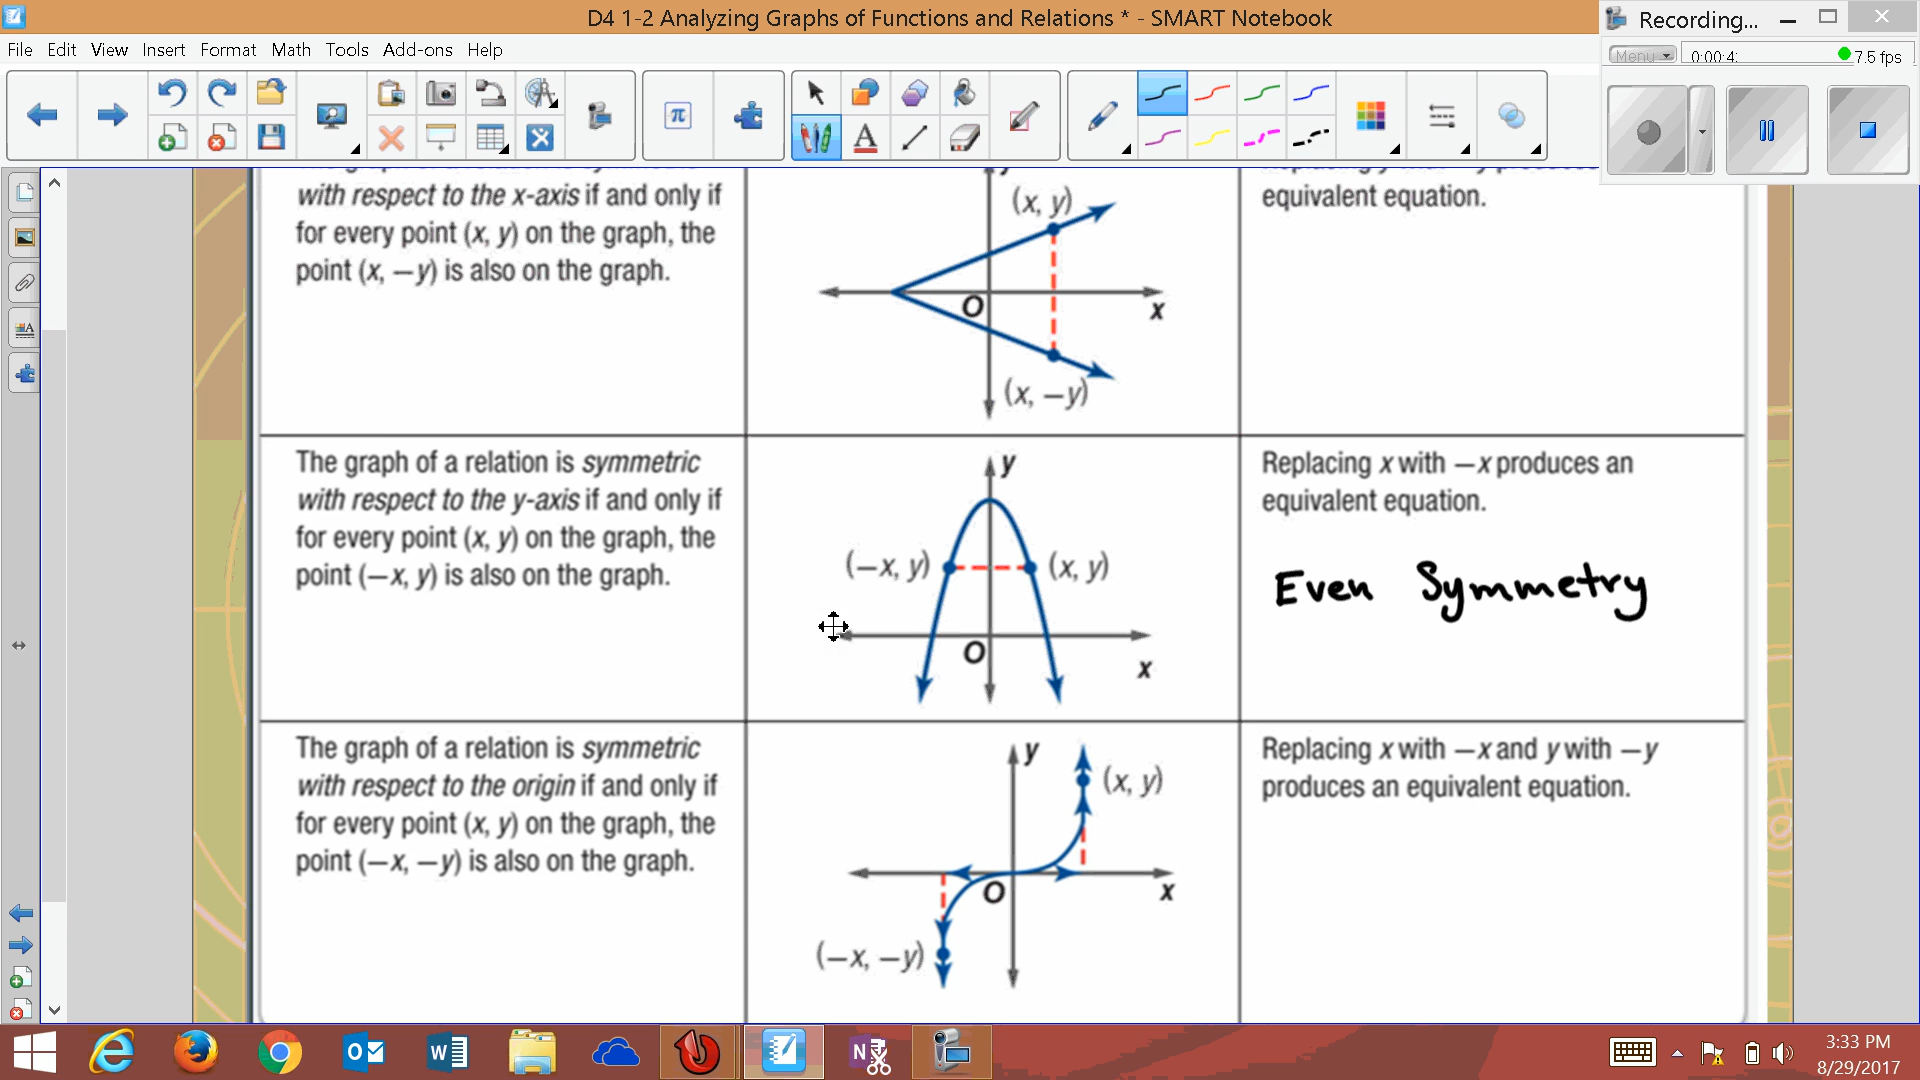 D4 1-2 Analyzing Graphs of Functions and Relations * - SMART Notebook
Recording...
File Edit View Insert Format Math Tools Add-ons Help
Menu
0:00:4:
7.5 fps
with respect to the x-axis if and only if
for every point (x, y) on the graph, the
point (x, –y) is also on the graph.
y
(x, y)
O
x
(x, –y)
equivalent equation.
The graph of a relation is symmetric
with respect to the y-axis if and only if
for every point (x, y) on the graph, the
point (–x, y) is also on the graph.
y
(–x, y)
(x, y)
O
x
Replacing x with –x produces an
equivalent equation.
Even Symmetry
The graph of a relation is symmetric
with respect to the origin if and only if
for every point (x, y) on the graph, the
point (–x, –y) is also on the graph.
y
(x, y)
O
x
(–x, –y)
Replacing x with –x and y with –y
produces an equivalent equation.
3:33 PM
8/29/2017